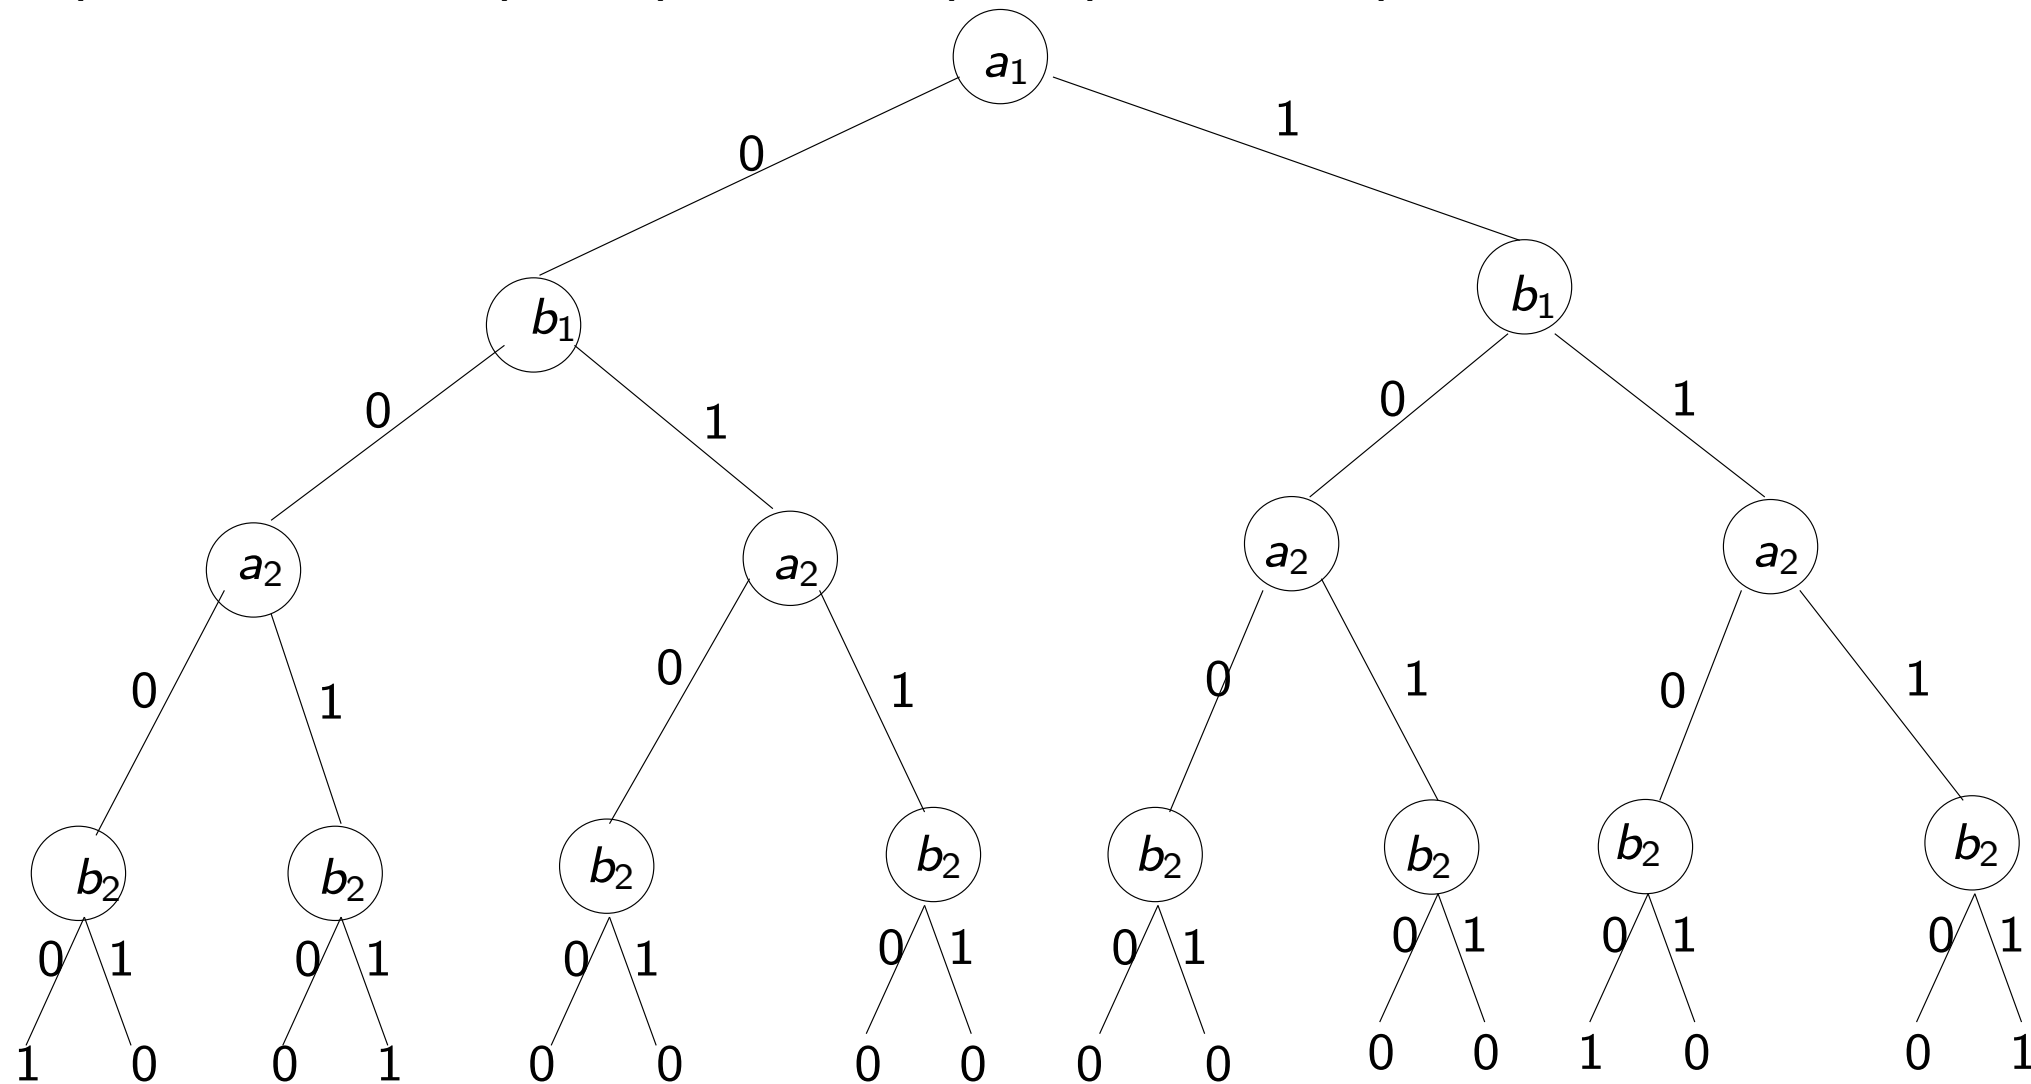 a₁
0 1
b₁ b₁
0 1 0 1
a₂ a₂ a₂ a₂
0 1 0 1 0 1 0 1
b₂ b₂ b₂ b₂ b₂ b₂ b₂ b₂
0 1 0 1 0 1 0 1 0 1 0 1 0 1 0 1
1 0 0 1 0 0 0 0 0 0 0 0 1 0 0 1